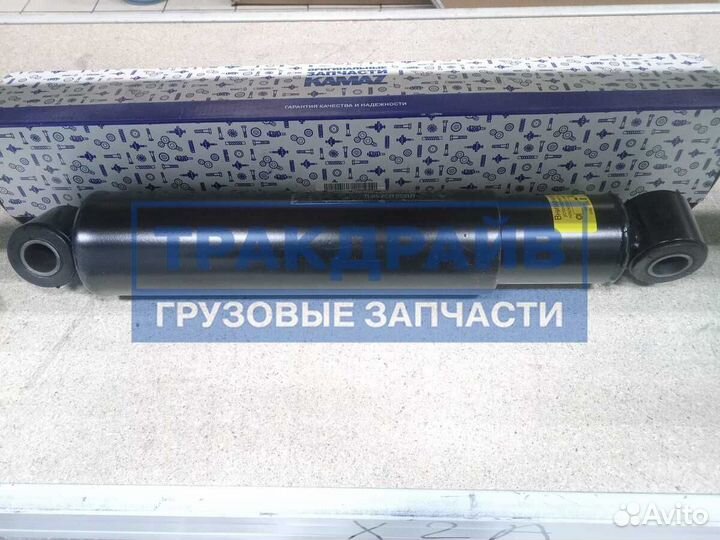 ОРИГИНАЛЬНЫЕ
ЗАПЧАСТИ
KAMAZ
ГАРАНТИЯ КАЧЕСТВА И НАДЕЖНОСТИ
ТРАКДРАЙВ
ГРУЗОВЫЕ ЗАПЧАСТИ
Avito